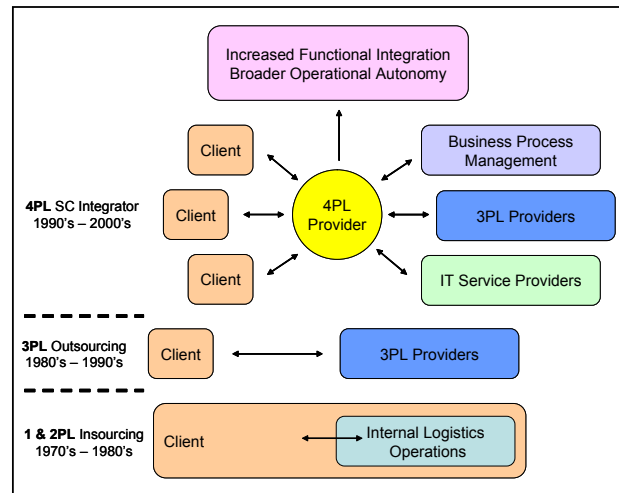 Increased Functional Integration
Broader Operational Autonomy
Client
Business Process
Management
4PL SC Integrator
1990's – 2000's
Client
4PL
Provider
3PL Providers
Client
IT Service Providers
3PL Outsourcing
1980's – 1990's
Client
3PL Providers
1 & 2PL Insourcing
1970's – 1980's
Client
Internal Logistics
Operations